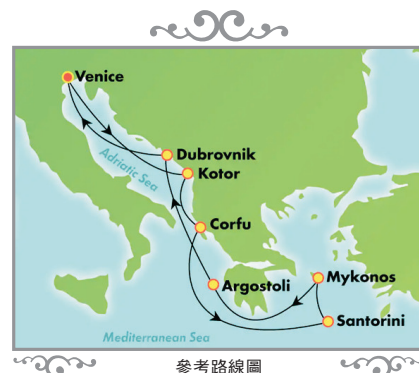 Venice
Adriatic Sea
Dubrovnik
Kotor
Corfu
Argostoli
Mykonos
Santorini
Mediterranean Sea
參考路線圖